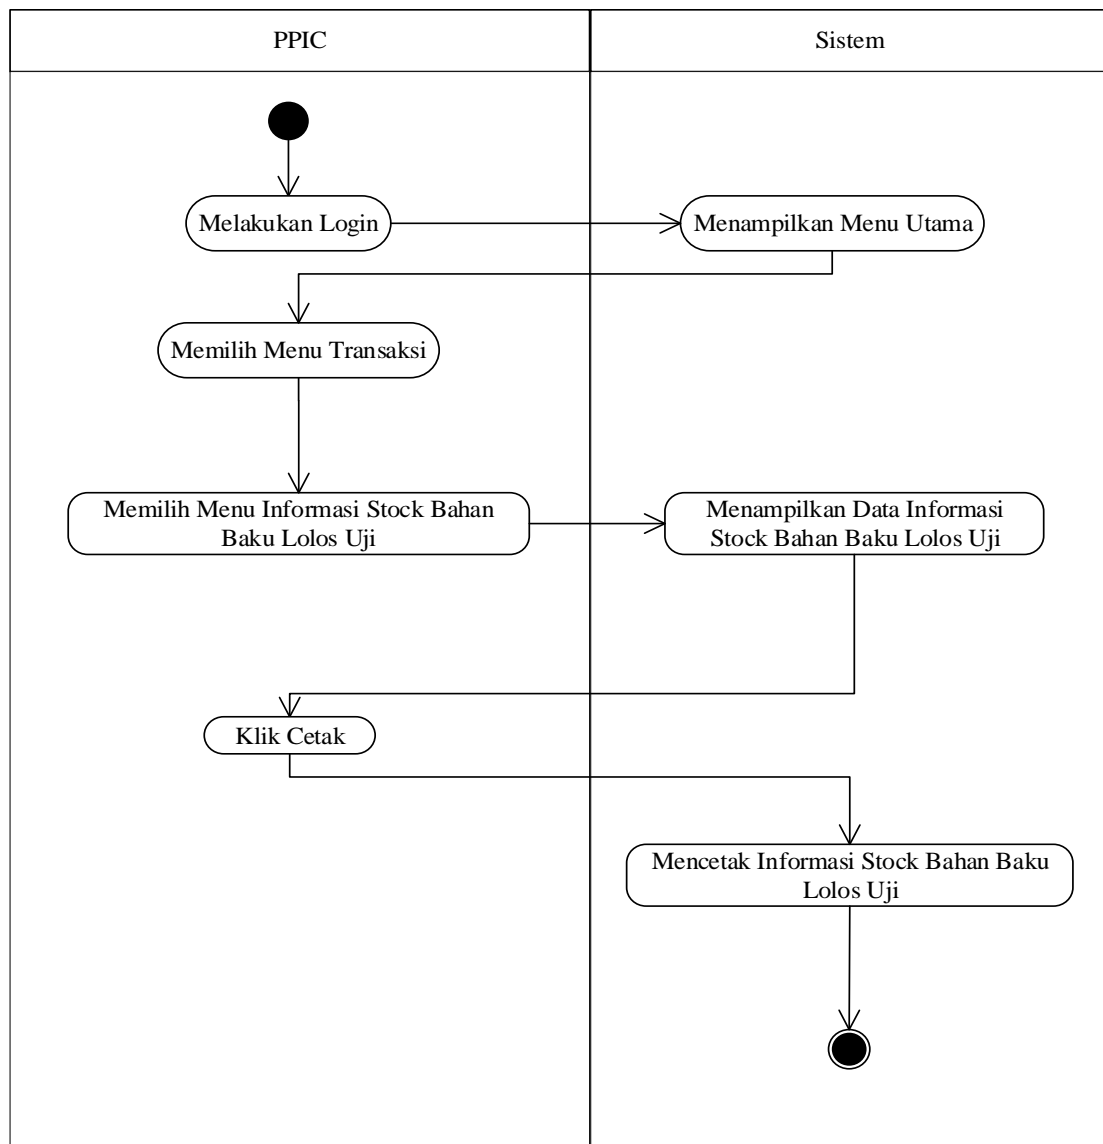 PPIC
Sistem
Melakukan Login
Menampilkan Menu Utama
Memilih Menu Transaksi
Memilih Menu Informasi Stock Bahan
Baku Lolos Uji
Menampilkan Data Informasi
Stock Bahan Baku Lolos Uji
Klik Cetak
Mencetak Informasi Stock Bahan Baku
Lolos Uji